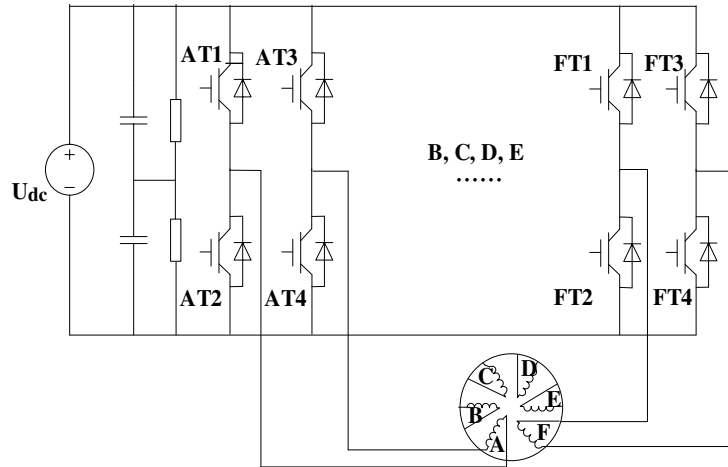 AT1 AT3 FT1 FT3
B, C, D, E
......
+
−
Udc
AT2 AT4 FT2 FT4
C D
B E
A F